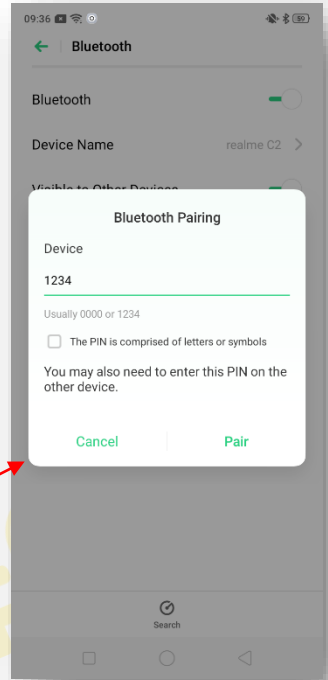 09:36
Bluetooth
Bluetooth
Device Name realme C2
Visible to Other Devices
Bluetooth Pairing
Device
1234
Usually 0000 or 1234
The PIN is comprised of letters or symbols
You may also need to enter this PIN on the
other device.
Cancel Pair
Search